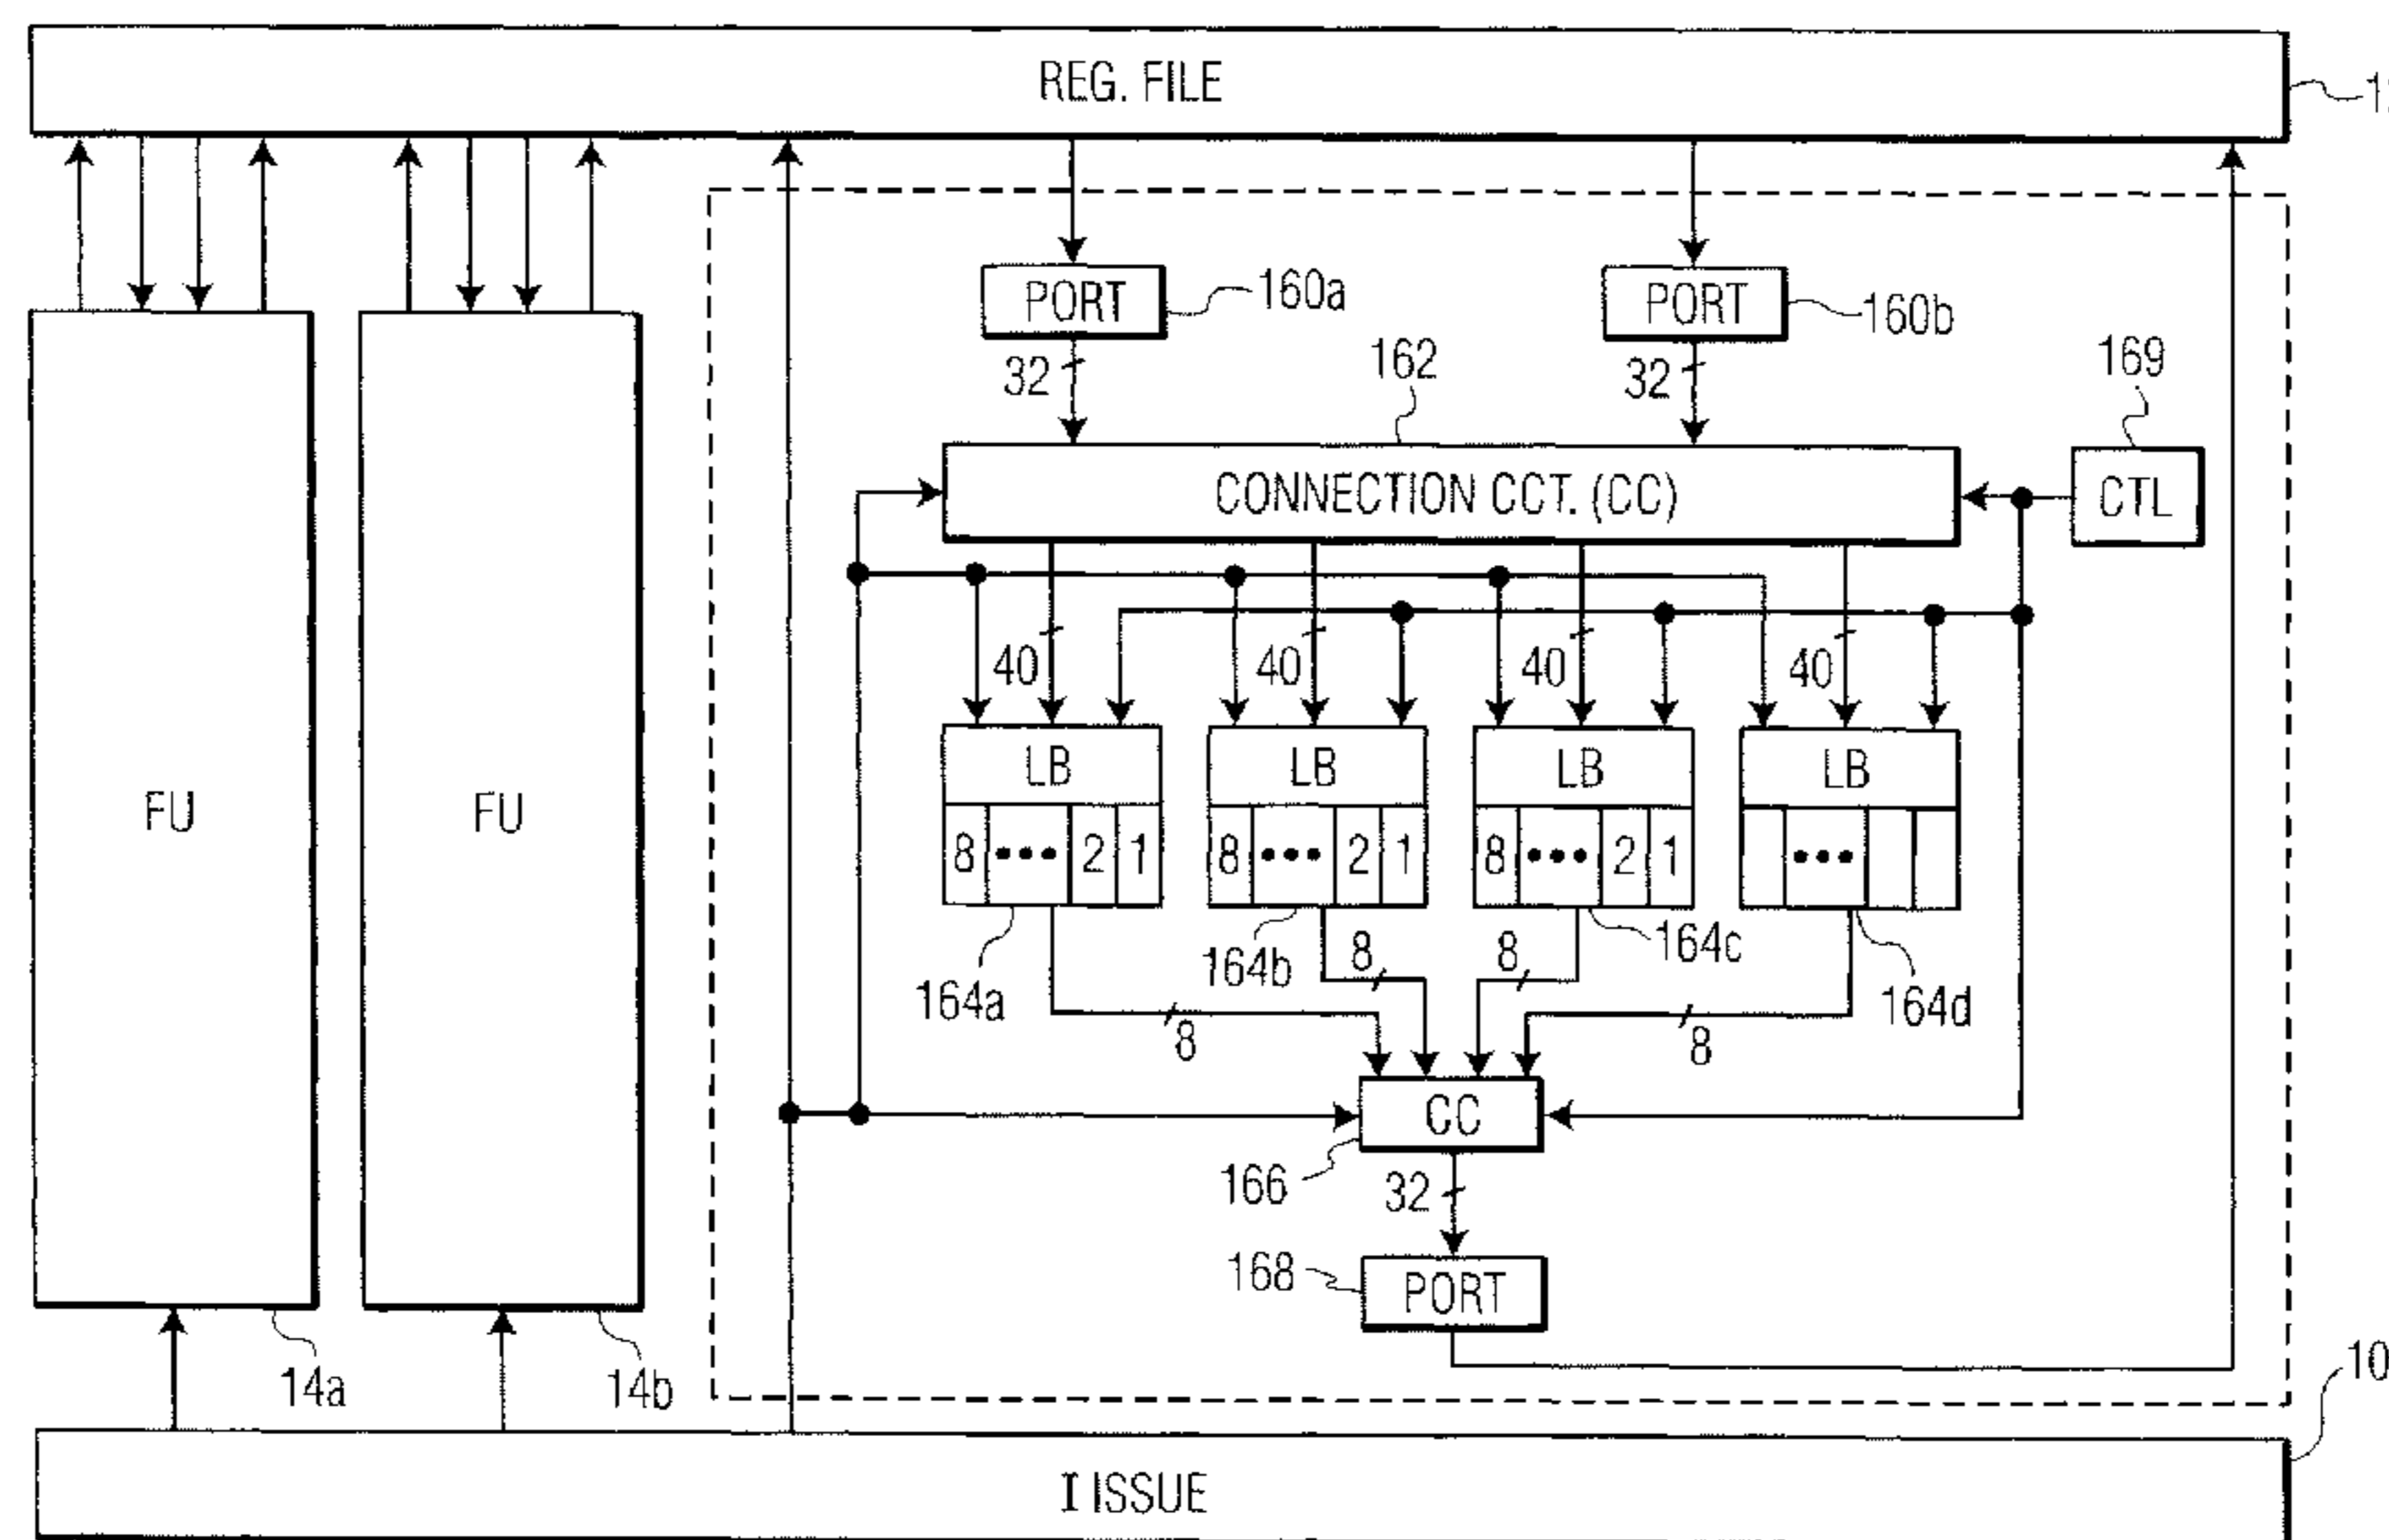 REG. FILE
PORT
160a
PORT
160b
32
162
32
169
CONNECTION CCT. (CC)
CTL
40
40
40
40
LB
LB
LB
LB
8 ••• 2 1
8 ••• 2 1
8 ••• 2 1
•••
FU
FU
164a
164b
8
8
164c
164d
8
8
CC
166
32
168
PORT
14a
14b
10
I ISSUE